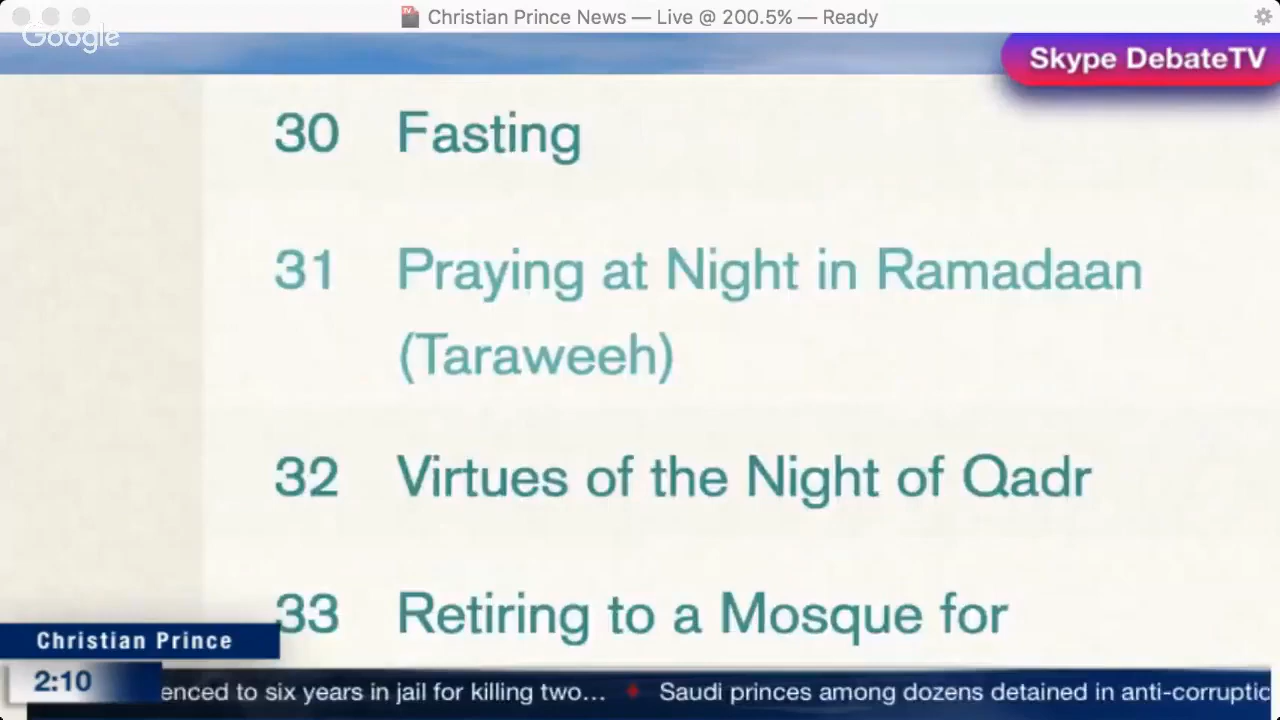 Christian Prince News — Live @ 200.5% — Ready
Google
Skype DebateTV
30 Fasting
31 Praying at Night in Ramadaan
(Taraweeh)
32 Virtues of the Night of Qadr
33 Retiring to a Mosque for
Christian Prince
2:10
enced to six years in jail for killing two... Saudi princes among dozens detained in anti-corruptic